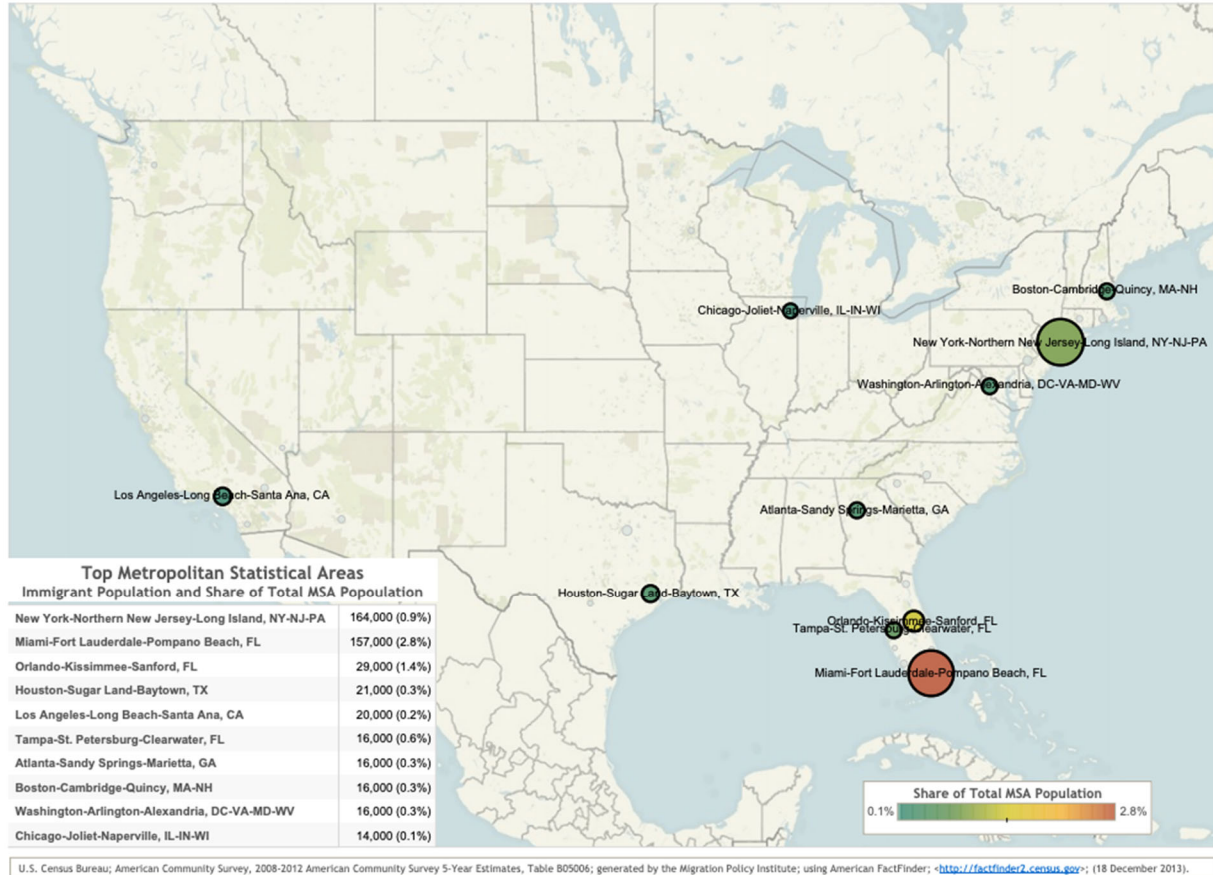 Boston-Cambridge-Quincy, MA-NH
Chicago-Joliet-Naperville, IL-IN-WI
New York-Northern New Jersey-Long Island, NY-NJ-PA
Washington-Arlington-Alexandria, DC-VA-MD-WV
Los Angeles-Long Beach-Santa Ana, CA
Atlanta-Sandy Springs-Marietta, GA
Houston-Sugar Land-Baytown, TX
Orlando-Kissimmee-Sanford, FL
Tampa-St. Petersburg-Clearwater, FL
Miami-Fort Lauderdale-Pompano Beach, FL
Top Metropolitan Statistical Areas
Immigrant Population and Share of Total MSA Popoulation
New York-Northern New Jersey-Long Island, NY-NJ-PA 164,000 (0.9%)
Miami-Fort Lauderdale-Pompano Beach, FL 157,000 (2.8%)
Orlando-Kissimmee-Sanford, FL 29,000 (1.4%)
Houston-Sugar Land-Baytown, TX 21,000 (0.3%)
Los Angeles-Long Beach-Santa Ana, CA 20,000 (0.2%)
Tampa-St. Petersburg-Clearwater, FL 16,000 (0.6%)
Atlanta-Sandy Springs-Marietta, GA 16,000 (0.3%)
Boston-Cambridge-Quincy, MA-NH 16,000 (0.3%)
Washington-Arlington-Alexandria, DC-VA-MD-WV 16,000 (0.3%)
Chicago-Joliet-Naperville, IL-IN-WI 14,000 (0.1%)
Share of Total MSA Population
0.1% 2.8%
U.S. Census Bureau; American Community Survey, 2008-2012 American Community Survey 5-Year Estimates, Table B05006; generated by the Migration Policy Institute; using American FactFinder; <http://factfinder2.census.gov>; (18 December 2013).